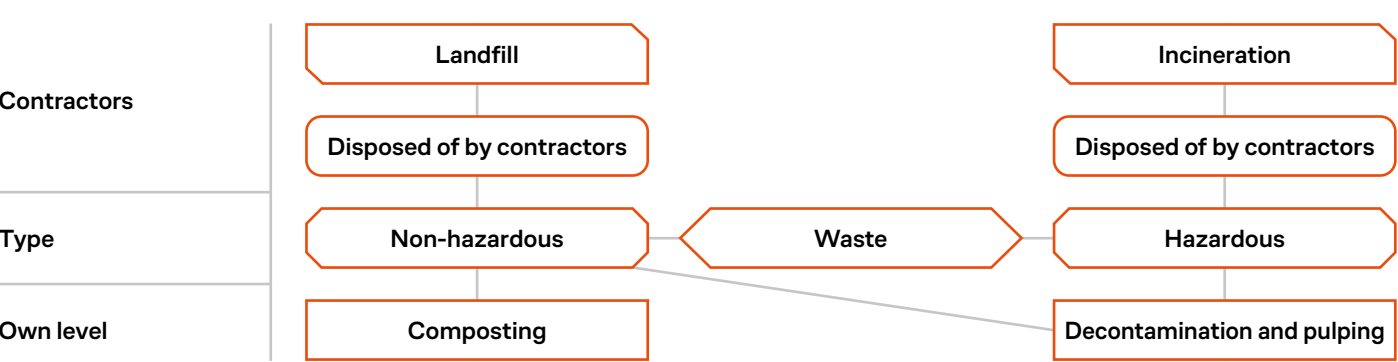 Landfill
Incineration
Contractors
Disposed of by contractors
Disposed of by contractors
Type
Non-hazardous
Waste
Hazardous
Own level
Composting
Decontamination and pulping